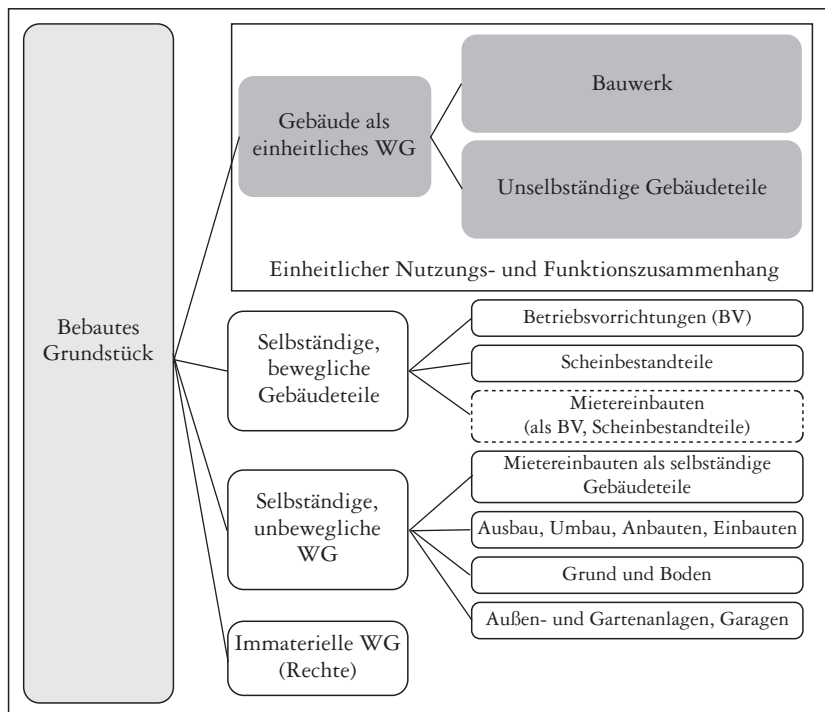 Bebautes
Grundstück
Gebäude als
einheitliches WG
Bauwerk
Unselbständige Gebäudeteile
Einheitlicher Nutzungs- und Funktionszusammenhang
Selbständige,
bewegliche
Gebäudeteile
Betriebsvorrichtungen (BV)
Scheinbestandteile
Mietereinbauten
(als BV, Scheinbestandteile)
Selbständige,
unbewegliche
WG
Mietereinbauten als selbständige
Gebäudeteile
Ausbau, Umbau, Anbauten, Einbauten
Grund und Boden
Außen- und Gartenanlagen, Garagen
Immaterielle WG
(Rechte)